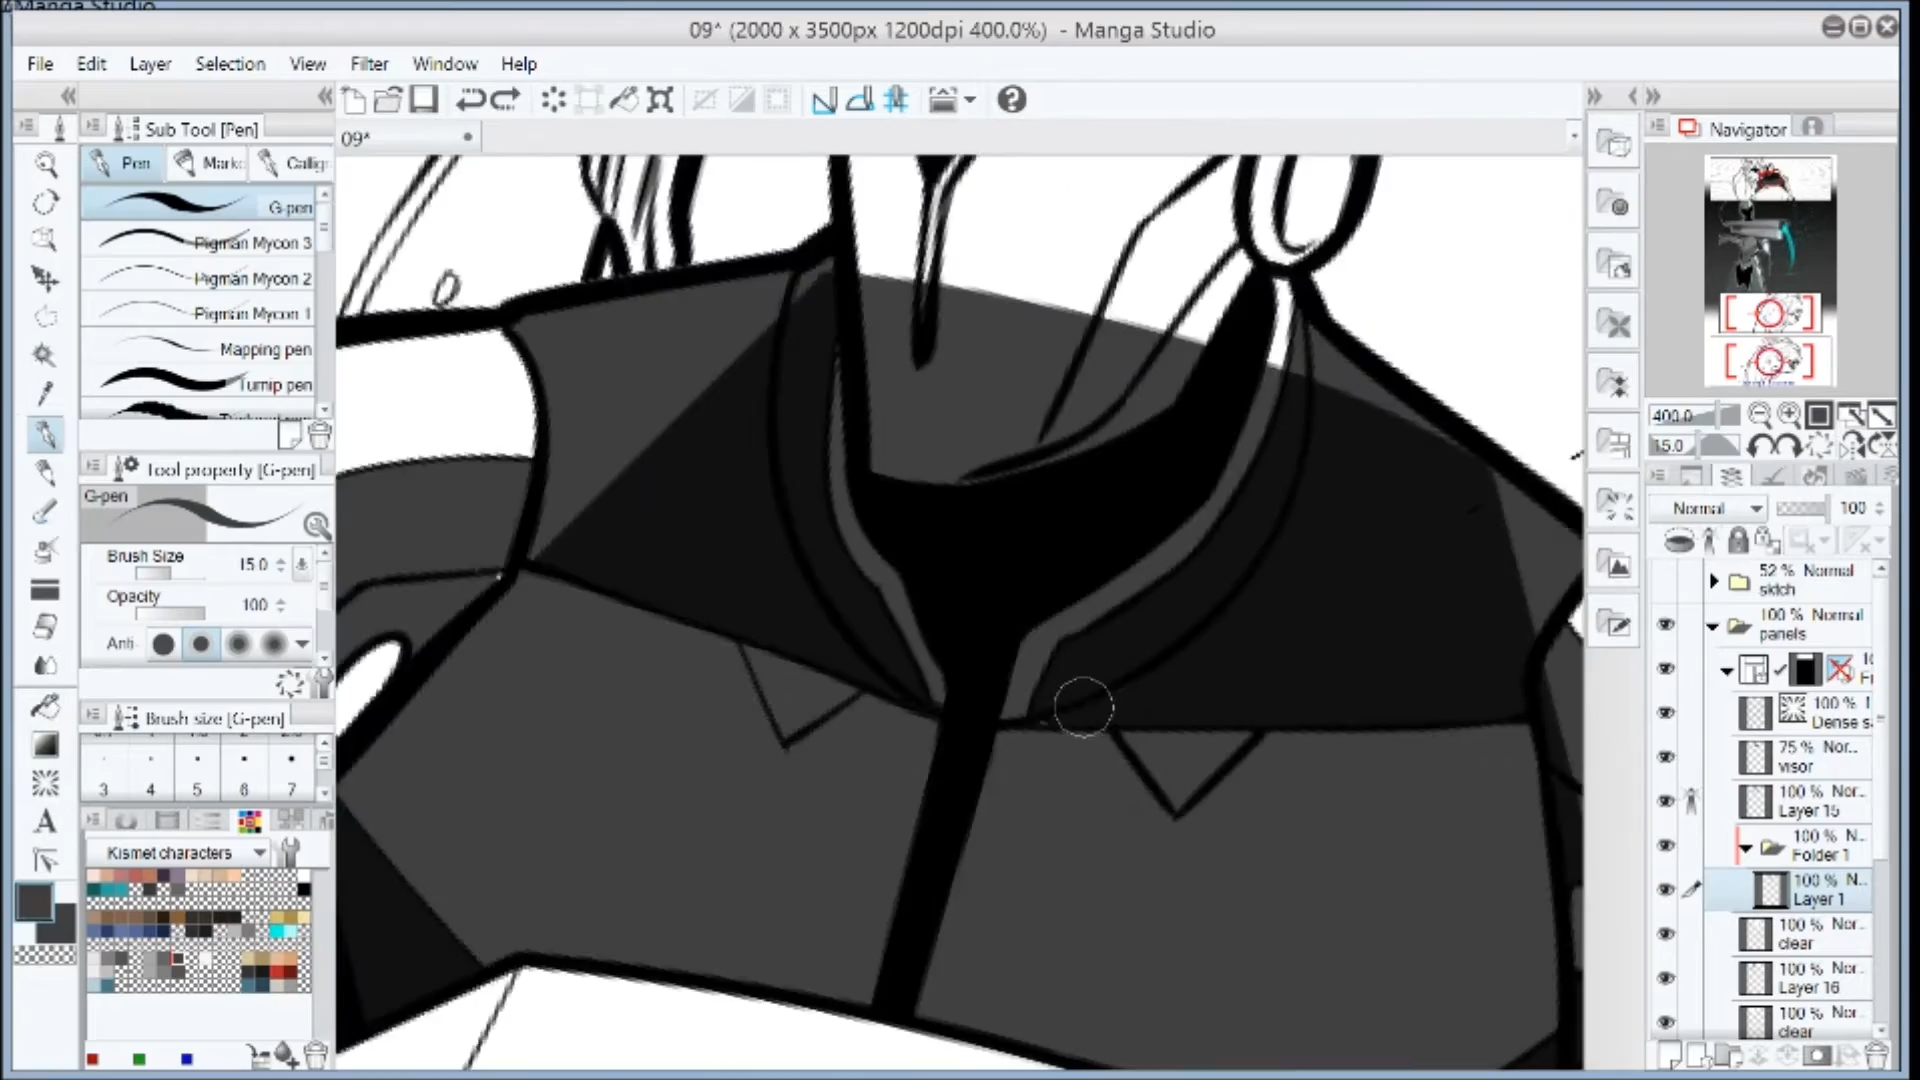 Manga Studio
09* (2000 x 3500px 1200dpi 400.0%) - Manga Studio
File Edit Layer Selection View Filter Window Help
Sub Tool [Pen]
09*
Navigator
Pen Marke Calligr
G-pen
Pigman Mycon 3
Pigman Mycon 2
Pigman Mycon 1
Mapping pen
Turnip pen
400.0
15.0
Tool property [G-pen]
G-pen
Normal 100
Brush Size 15.0
Opacity 100
Anti-
52 % Normal
sktch
100 % Normal
panels
Brush size [G-pen]
3 4 5 6 7
100 %
Dense s
75 % Nor..
visor
100 % Nor..
Layer 15
100 % N..
Folder 1
Kismet characters
100 % N..
Layer 1
100 % Nor..
clear
100 % Nor..
Layer 16
100 % Nor..
clear